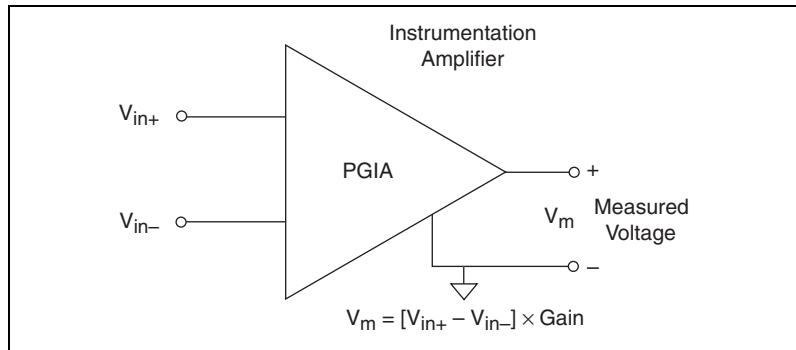 Instrumentation
Amplifier
V_in+
PGIA
+
V_in–
V_m
Measured
Voltage
–
V_m = [V_in+ – V_in–] × Gain